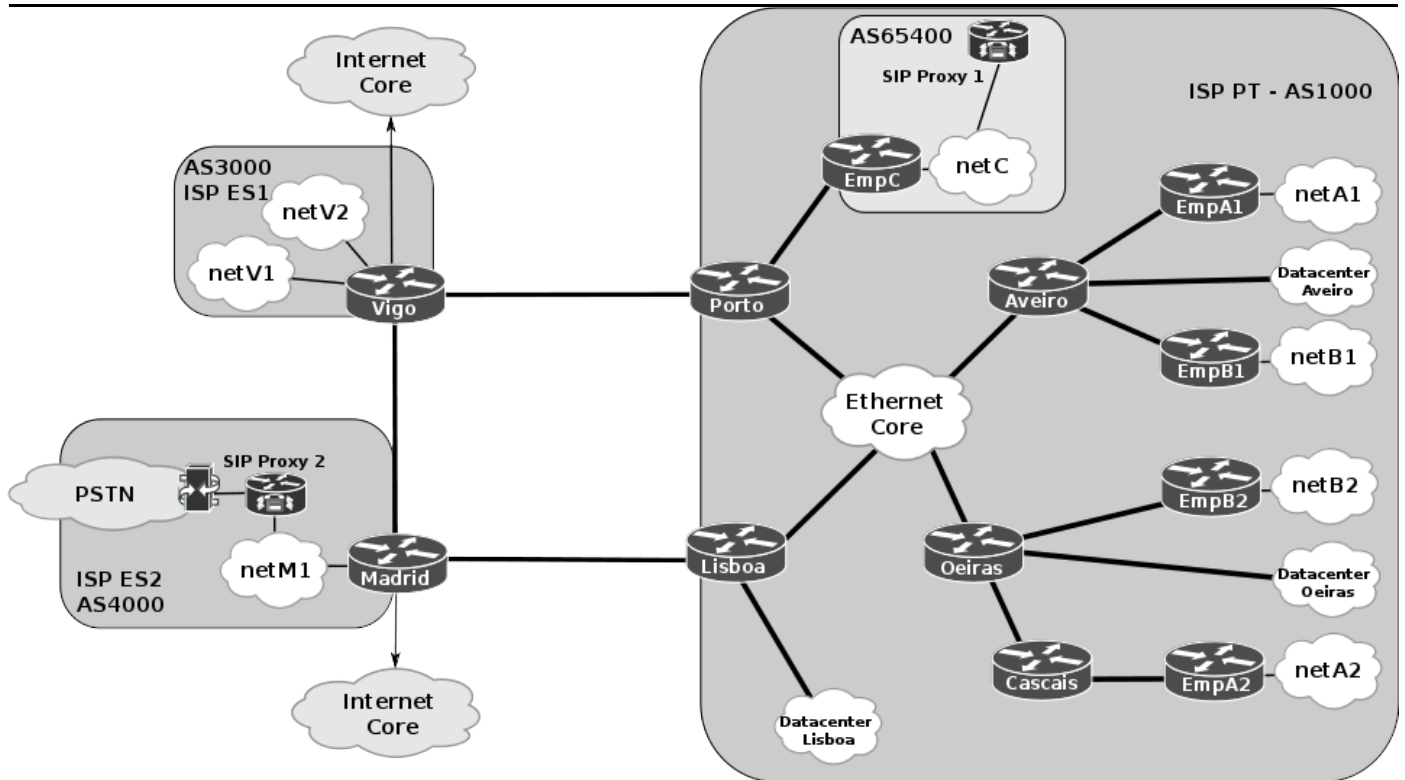 Internet
Core
AS65400
SIP Proxy 1
ISP PT - AS1000
AS3000
ISP ES1
netV2
netV1
Vigo
EmpC
netC
EmpA1
netA1
Porto
Aveiro
Datacenter
Aveiro
EmpB1
netB1
Ethernet
Core
PSTN
SIP Proxy 2
netM1
Madrid
ISP ES2
AS4000
Lisboa
Oeiras
EmpB2
netB2
Datacenter
Oeiras
Cascais
EmpA2
netA2
Internet
Core
Datacenter
Lisboa